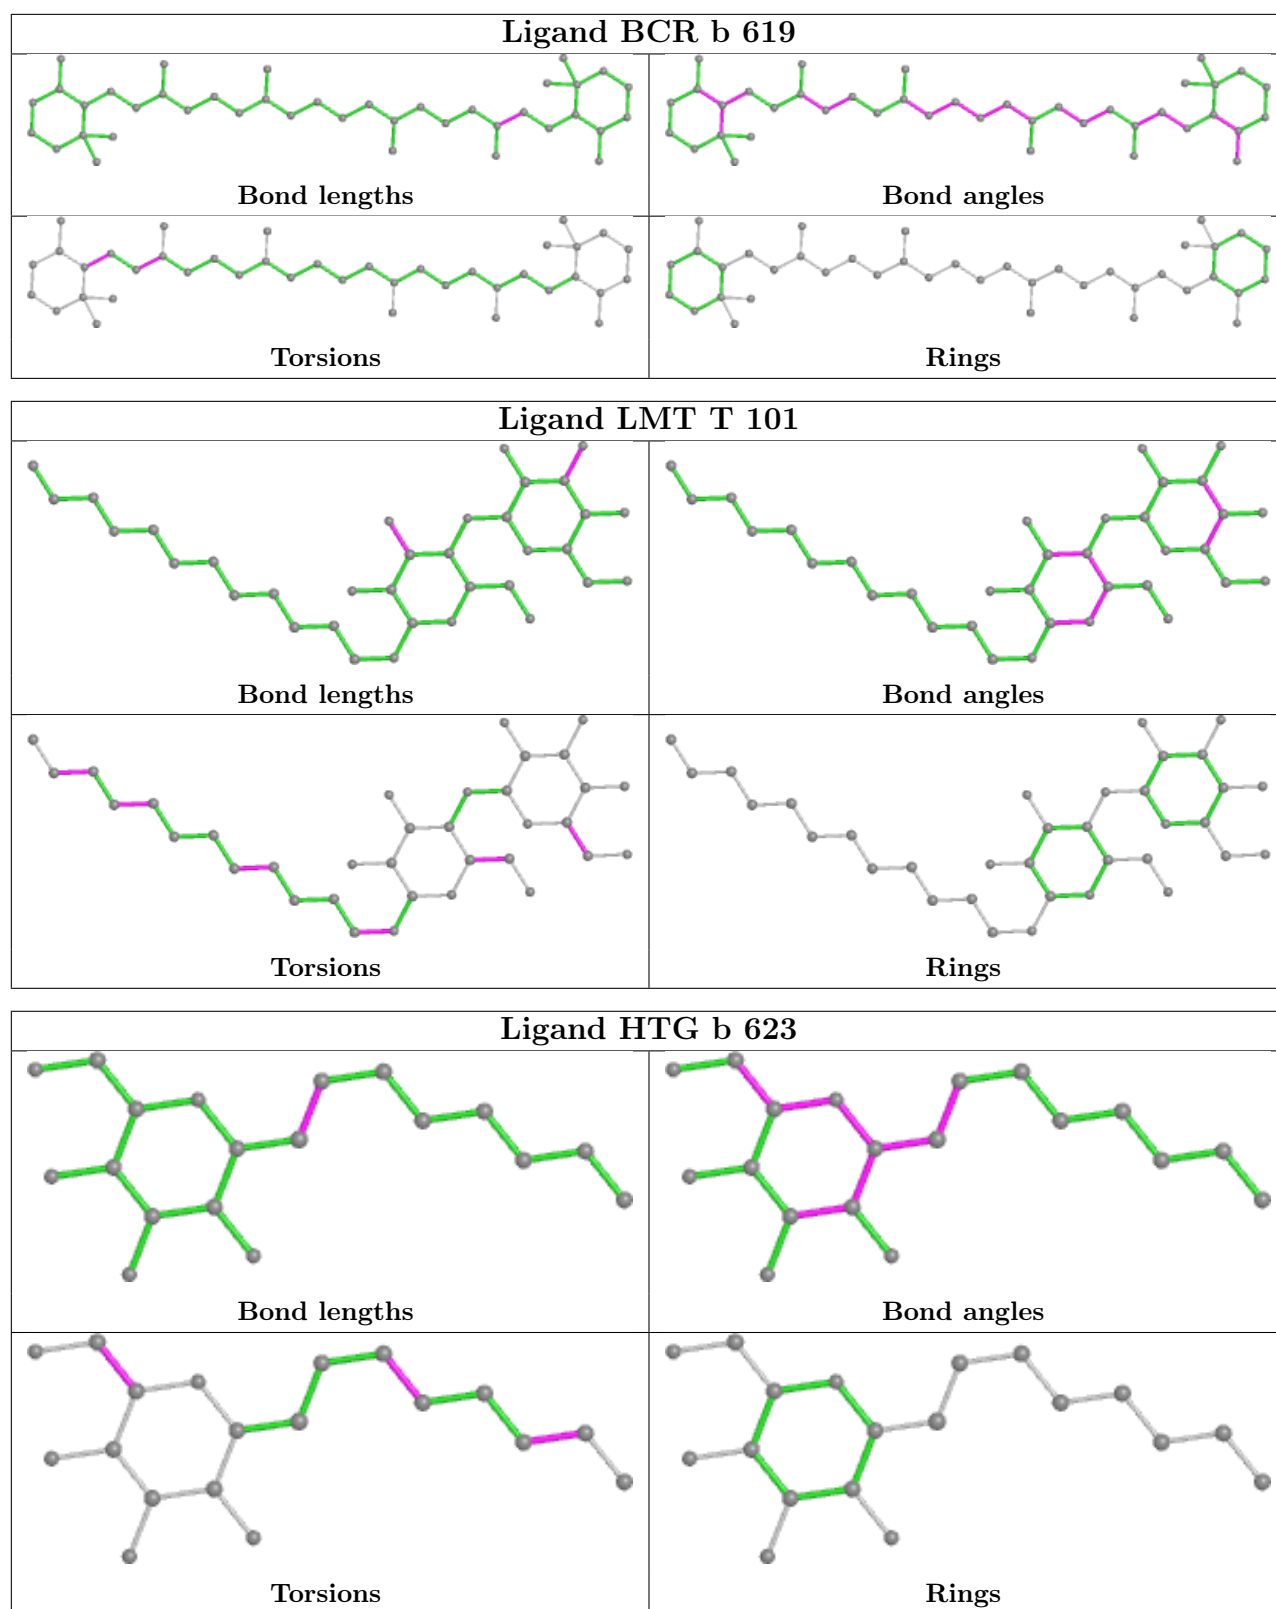 Ligand BCR b 619
Bond lengths
Bond angles
Torsions
Rings
Ligand LMT T 101
Bond lengths
Bond angles
Torsions
Rings
Ligand HTG b 623
Bond lengths
Bond angles
Torsions
Rings